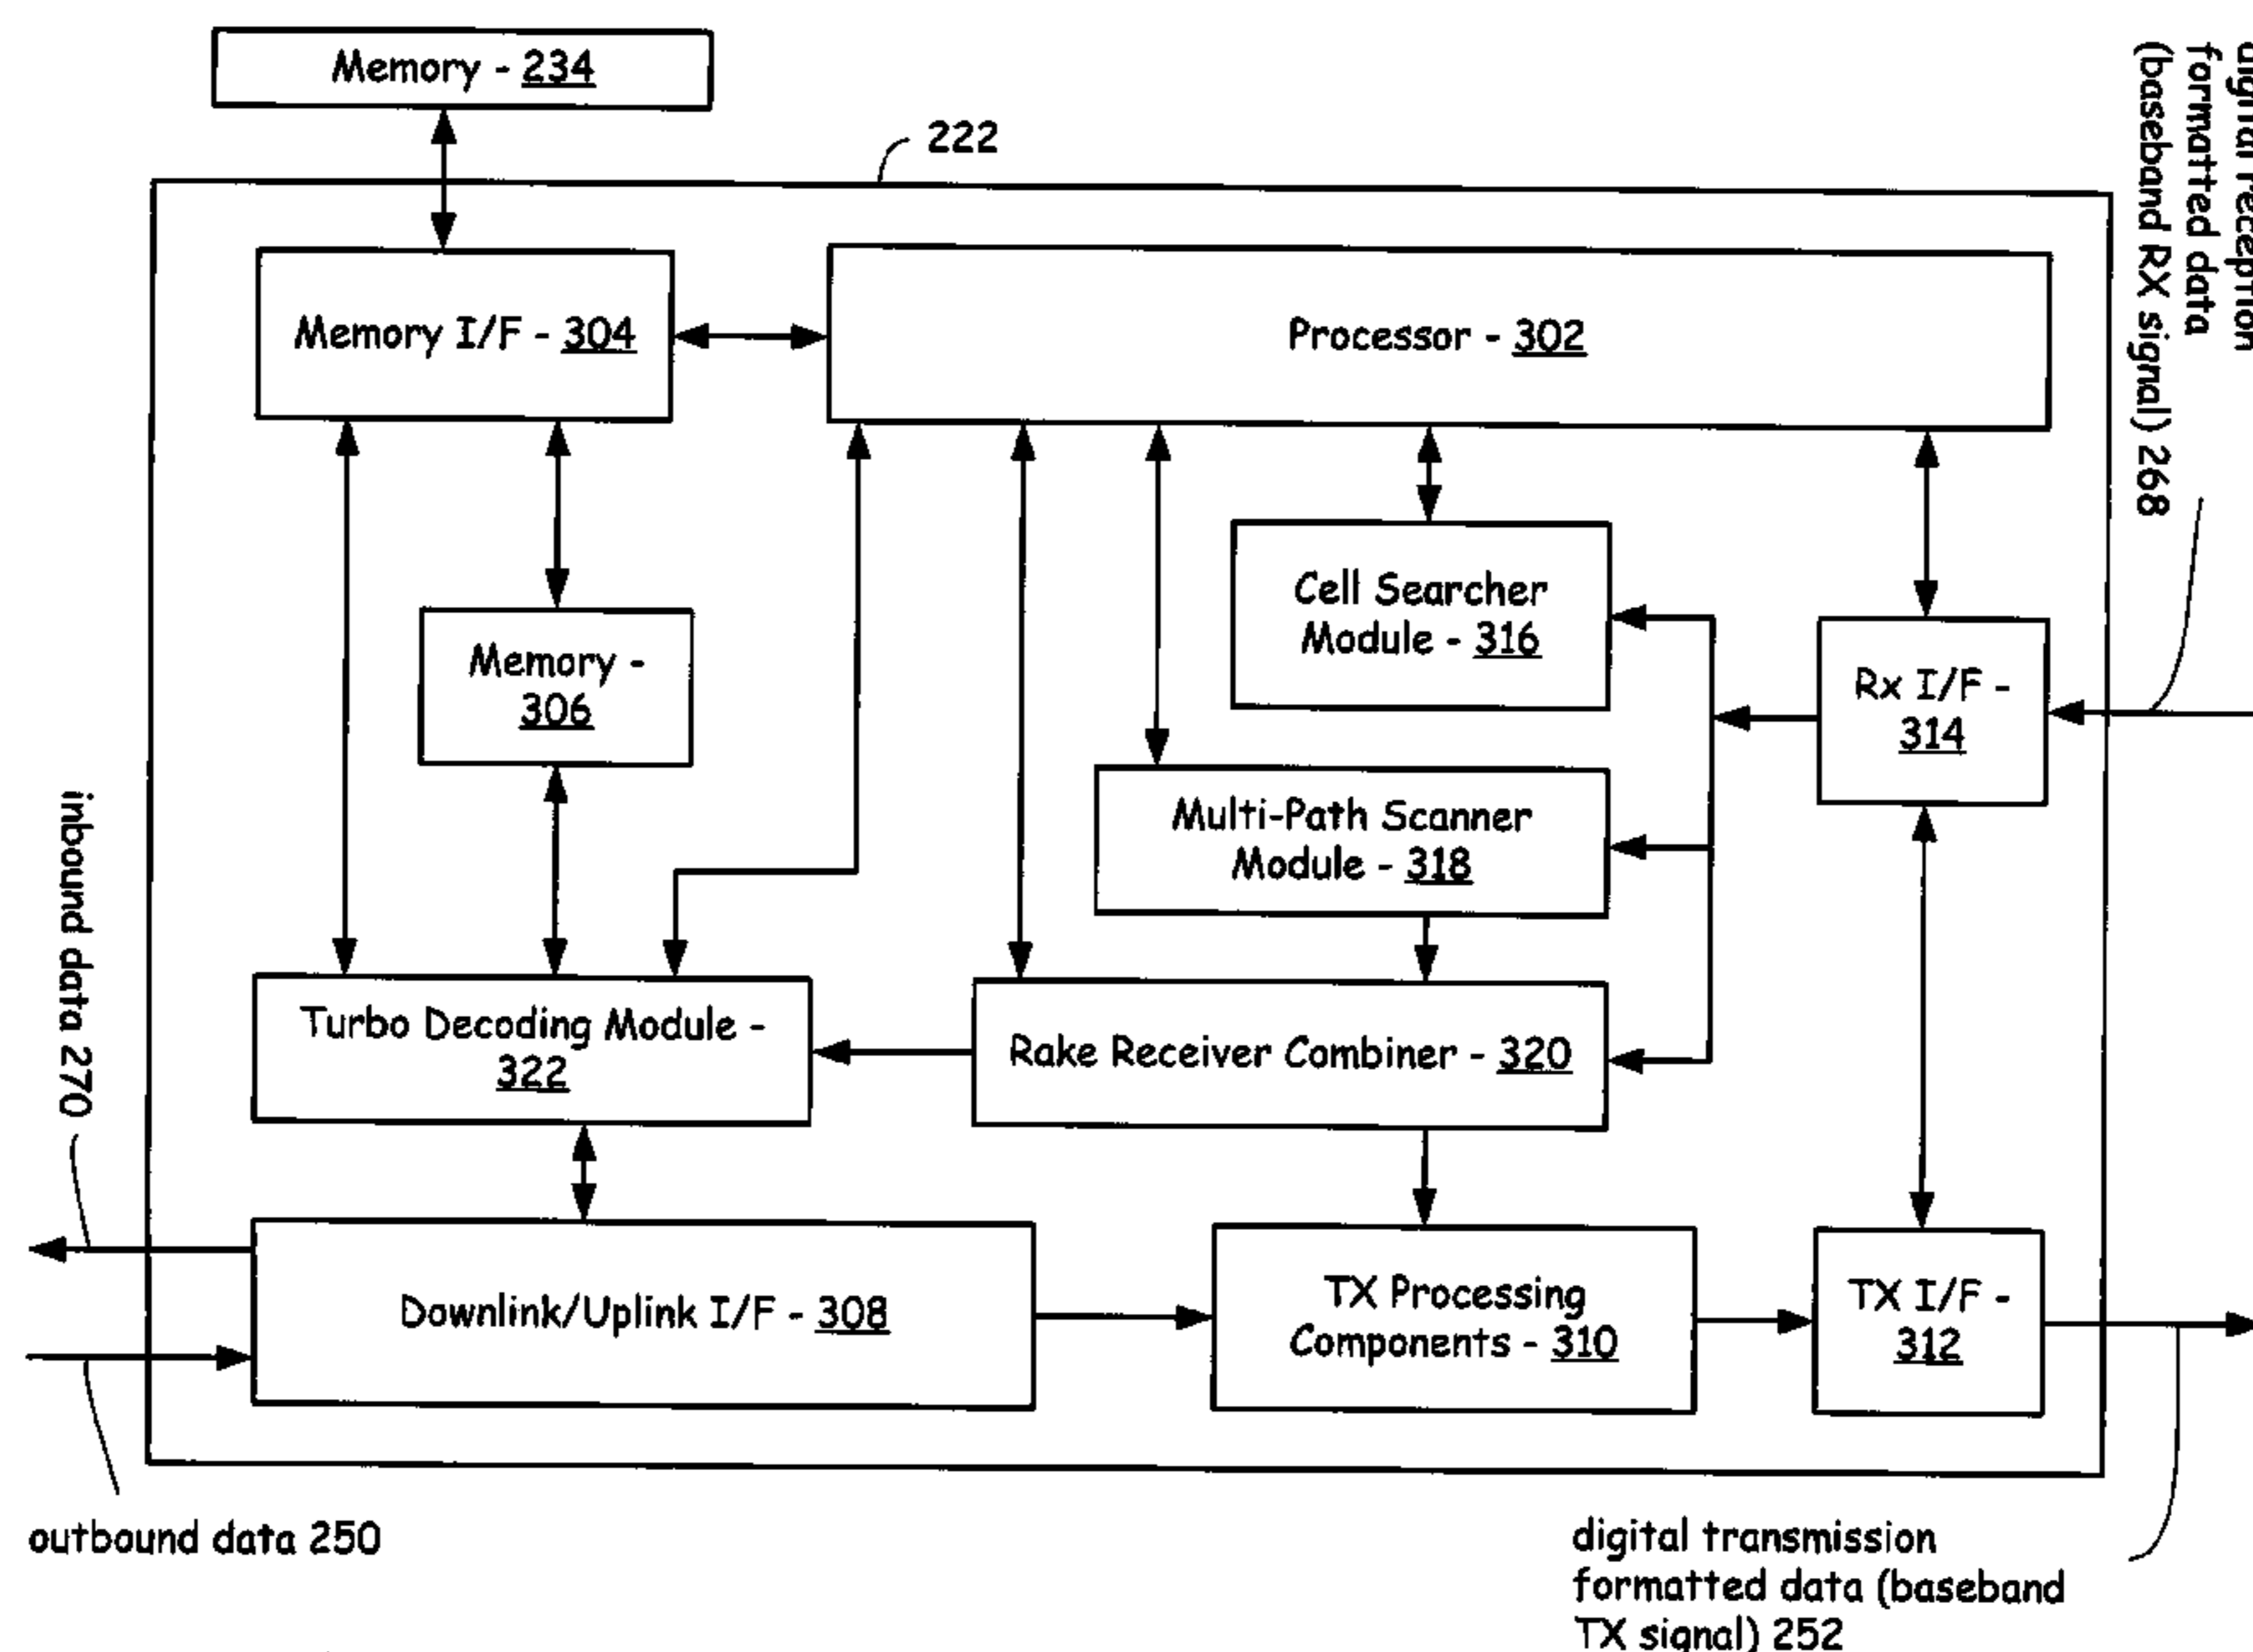 Memory - 234
222
digital reception
formatted data
(baseband RX signal) 268
Memory I/F - 304
Processor - 302
Cell Searcher
Module - 316
Memory -
306
Rx I/F -
314
Multi-Path Scanner
Module - 318
inbound data 270
Turbo Decoding Module -
322
Rake Receiver Combiner - 320
Downlink/Uplink I/F - 308
TX Processing
Components - 310
TX I/F -
312
outbound data 250
digital transmission
formatted data (baseband
TX signal) 252